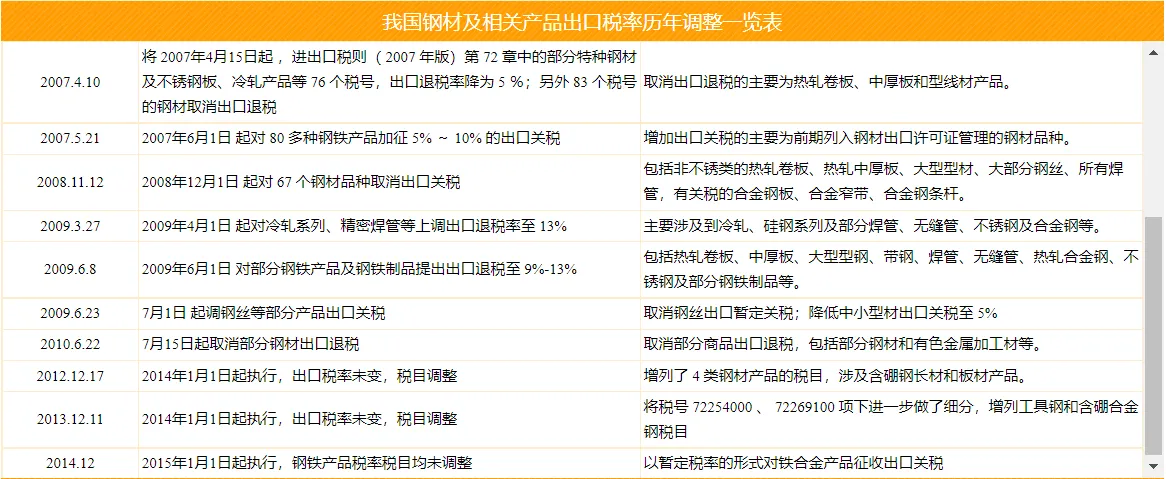 我国钢材及相关产品出口税率历年调整一览表
2007.4.10
将 2007年4月15日起 ，进出口税则（ 2007 年版）第 72 章中的部分特种钢材
及不锈钢板、冷轧产品等 76 个税号，出口退税率降为 5 %；另外 83 个税号
的钢材取消出口退税
取消出口退税的主要为热轧卷板、中厚板和型线材产品。
2007.5.21
2007年6月1日 起对 80 多种钢铁产品加征 5% ～ 10% 的出口关税
增加出口关税的主要为前期列入钢材出口许可证管理的钢材品种。
2008.11.12
2008年12月1日 起对 67 个钢材品种取消出口关税
包括非不锈类的热轧卷板、热轧中厚板、大型型材、大部分钢丝、所有焊
管，有关税的合金钢板、合金窄带、合金钢条杆。
2009.3.27
2009年4月1日 起对冷轧系列、精密焊管等上调出口退税率至 13%
主要涉及到冷轧、硅钢系列及部分焊管、无缝管、不锈钢及合金钢等。
2009.6.8
2009年6月1日 对部分钢铁产品及钢铁制品提出出口退税至 9%-13%
包括热轧卷板、中厚板、大型型钢、带钢、焊管、无缝管、热轧合金钢、不
锈钢及部分钢铁制品等。
2009.6.23
7月1日 起调钢丝等部分产品出口关税
取消钢丝出口暂定关税；降低中小型材出口关税至 5%
2010.6.22
7月15日起取消部分钢材出口退税
取消部分商品出口退税，包括部分钢材和有色金属加工材等。
2012.12.17
2014年1月1日起执行，出口税率未变，税目调整
增列了 4 类钢材产品的税目，涉及含硼钢长材和板材产品。
2013.12.11
2014年1月1日起执行，出口税率未变，税目调整
将税号 72254000 、 72269100 项下进一步做了细分，增列工具钢和含硼合金
钢税目
2014.12
2015年1月1日起执行，钢铁产品税率税目均未调整
以暂定税率的形式对铁合金产品征收出口关税